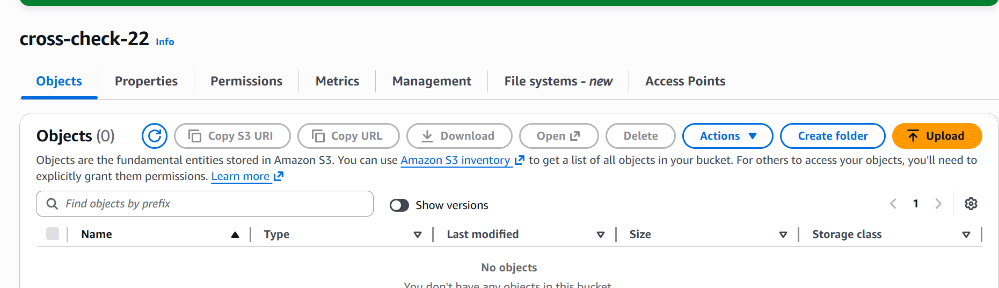 cross-check-22 Info
Objects Properties Permissions Metrics Management File systems - new Access Points
Objects (0) Copy S3 URI Copy URL Download Open Delete Actions Create folder Upload
Objects are the fundamental entities stored in Amazon S3. You can use Amazon S3 inventory to get a list of all objects in your bucket. For others to access your objects, you'll need to
explicitly grant them permissions. Learn more
Find objects by prefix Show versions 1
Name Type Last modified Size Storage class
No objects
You don't have any objects in this bucket